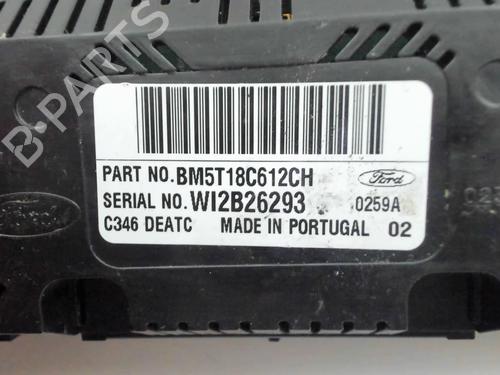 PART NO. BM5T18C612CH
Ford
SERIAL NO. WI2B26293 0259A
C346 DEATC MADE IN PORTUGAL 02
B-PARTS